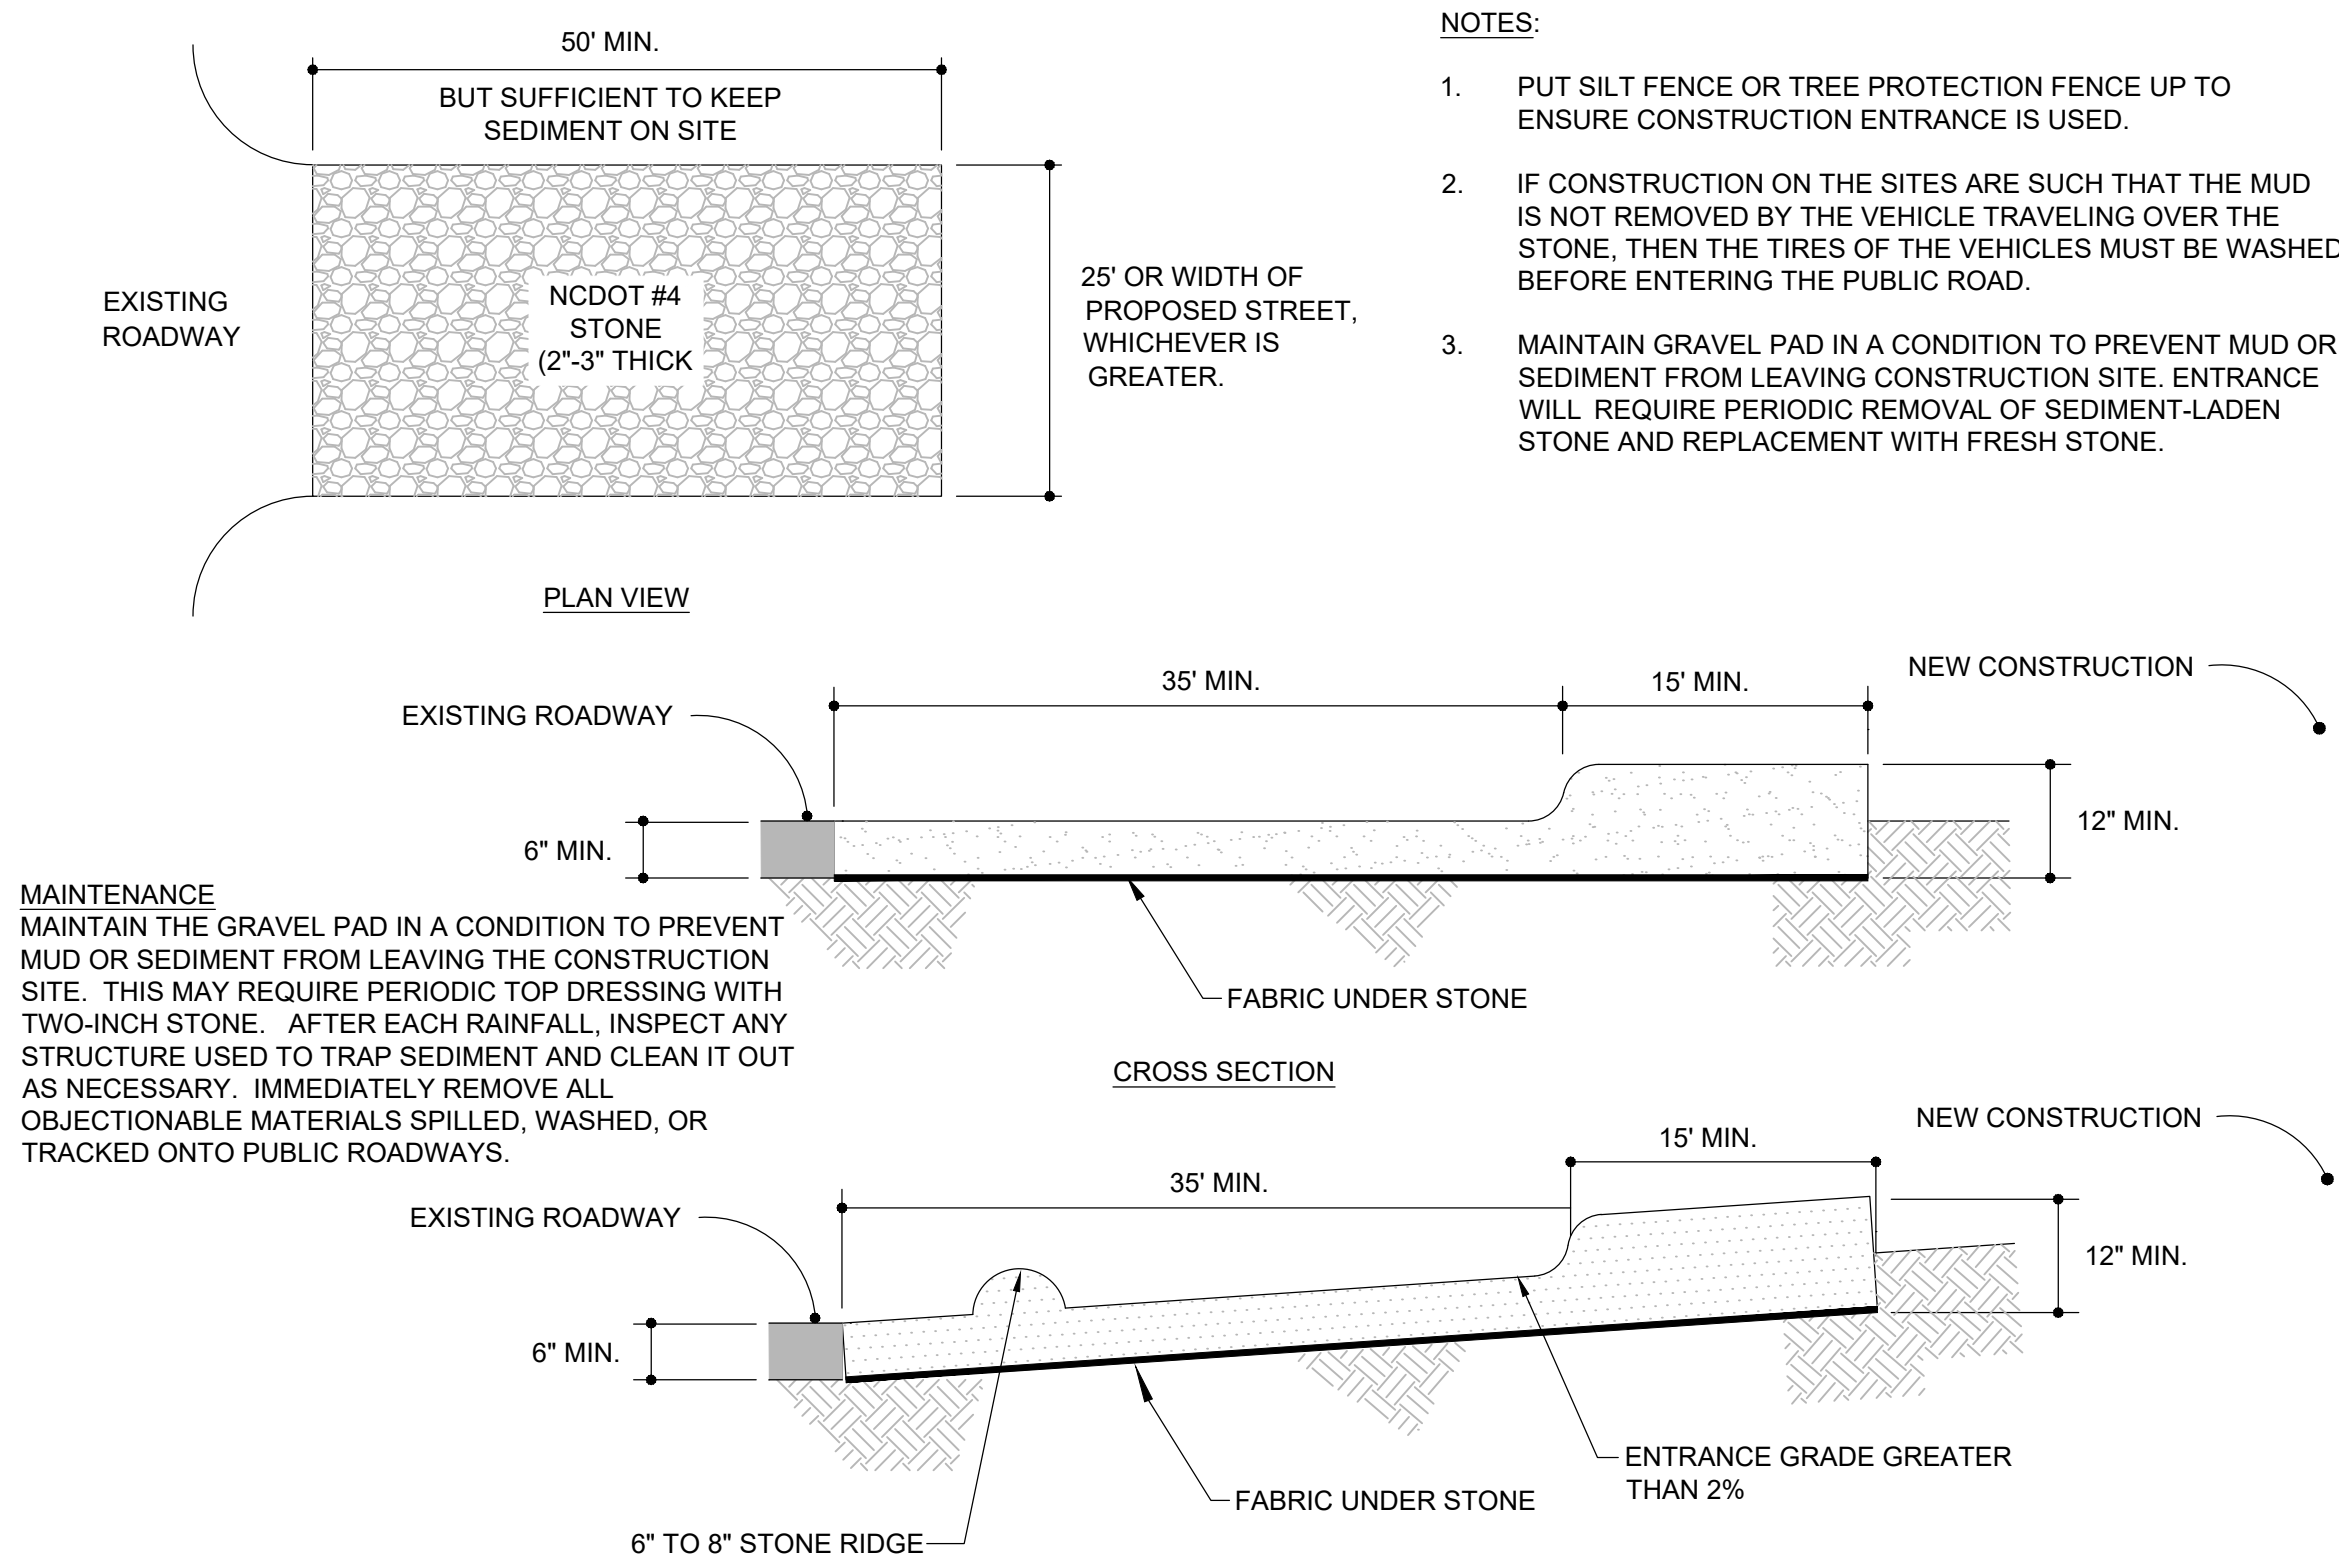 50' MIN.
BUT SUFFICIENT TO KEEP
SEDIMENT ON SITE
EXISTING
ROADWAY
NCDOT #4
STONE
(2"-3" THICK
25' OR WIDTH OF
PROPOSED STREET,
WHICHEVER IS
GREATER.
PLAN VIEW
NOTES:
1. PUT SILT FENCE OR TREE PROTECTION FENCE UP TO
ENSURE CONSTRUCTION ENTRANCE IS USED.
2. IF CONSTRUCTION ON THE SITES ARE SUCH THAT THE MUD
IS NOT REMOVED BY THE VEHICLE TRAVELING OVER THE
STONE, THEN THE TIRES OF THE VEHICLES MUST BE WASHED
BEFORE ENTERING THE PUBLIC ROAD.
3. MAINTAIN GRAVEL PAD IN A CONDITION TO PREVENT MUD OR
SEDIMENT FROM LEAVING CONSTRUCTION SITE. ENTRANCE
WILL REQUIRE PERIODIC REMOVAL OF SEDIMENT-LADEN
STONE AND REPLACEMENT WITH FRESH STONE.
EXISTING ROADWAY
35' MIN.
15' MIN.
NEW CONSTRUCTION
6" MIN.
12" MIN.
FABRIC UNDER STONE
CROSS SECTION
MAINTENANCE
MAINTAIN THE GRAVEL PAD IN A CONDITION TO PREVENT
MUD OR SEDIMENT FROM LEAVING THE CONSTRUCTION
SITE. THIS MAY REQUIRE PERIODIC TOP DRESSING WITH
TWO-INCH STONE. AFTER EACH RAINFALL, INSPECT ANY
STRUCTURE USED TO TRAP SEDIMENT AND CLEAN IT OUT
AS NECESSARY. IMMEDIATELY REMOVE ALL
OBJECTIONABLE MATERIALS SPILLED, WASHED, OR
TRACKED ONTO PUBLIC ROADWAYS.
EXISTING ROADWAY
35' MIN.
15' MIN.
NEW CONSTRUCTION
6" MIN.
12" MIN.
ENTRANCE GRADE GREATER
THAN 2%
FABRIC UNDER STONE
6" TO 8" STONE RIDGE